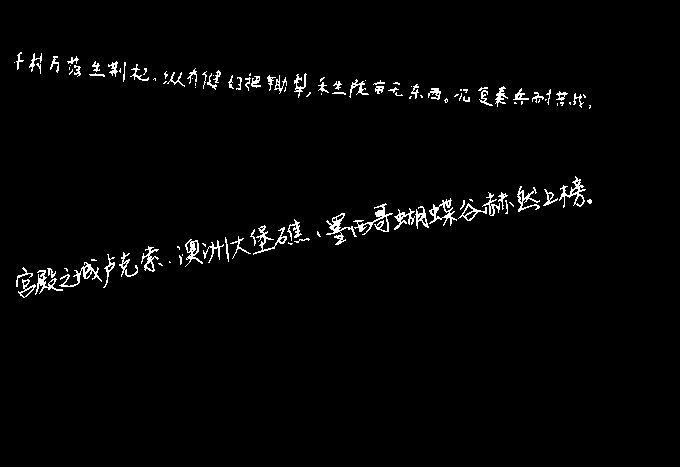 千村万落生荆杞。纵有健妇把锄犁,禾生陇亩无东西。况复秦兵耐苦战,
宫殿之城卢克索、澳洲大堡礁、墨西哥蝴蝶谷赫然上榜。